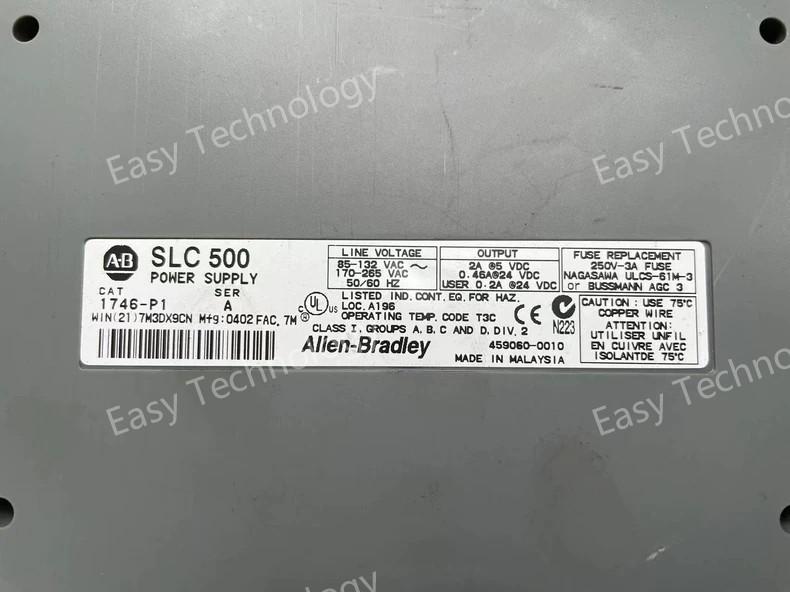 Easy Technology
Easy Techno
A·B
SLC 500
POWER SUPPLY
CAT SER
1746-P1 A
WIN(21)7M3DX9CN M+9:0402 FAC. 7M
LINE VOLTAGE
85-132 VAC
170-265 VAC
50/60 HZ
OUTPUT
2A @5 VDC
0.46A@24 VDC
USER 0.2A @24 VDC
FUSE REPLACEMENT
250V-3A FUSE
NAGASAWA ULCS-61M-3
or BUSSMANN AGC 3
c UL US
LISTED IND. CONT. EQ. FOR HAZ.
LOC. A196
OPERATING TEMP. CODE T3C
CLASS I, GROUPS A, B, C AND D, DIV. 2
CE
N223
CAUTION : USE 75°C
COPPER WIRE
ATTENTION:
UTILISER UNFIL
EN CUIVRE AVEC
ISOLANTDE 75°C
Allen-Bradley
459060-0010
MADE IN MALAYSIA
Easy Technology
Easy Techno